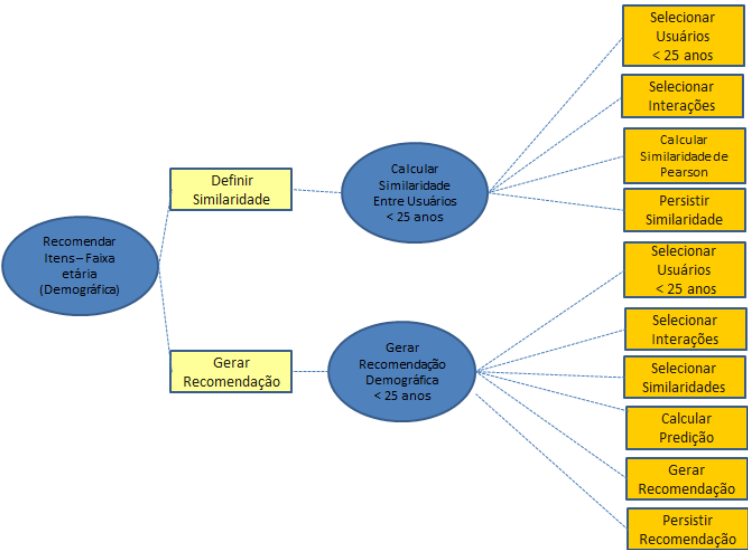 Recomendar
Itens – Faixa
etária
(Demográfica)
Definir
Similaridade
Calcular
Similaridade
Entre Usuários
< 25 anos
Selecionar
Usuários
< 25 anos
Selecionar
Interações
Calcular
Similaridade de
Pearson
Persistir
Similaridade
Gerar
Recomendação
Gerar
Recomendação
Demográfica
< 25 anos
Selecionar
Usuários
< 25 anos
Selecionar
Interações
Selecionar
Similaridades
Calcular
Predição
Gerar
Recomendação
Persistir
Recomendação